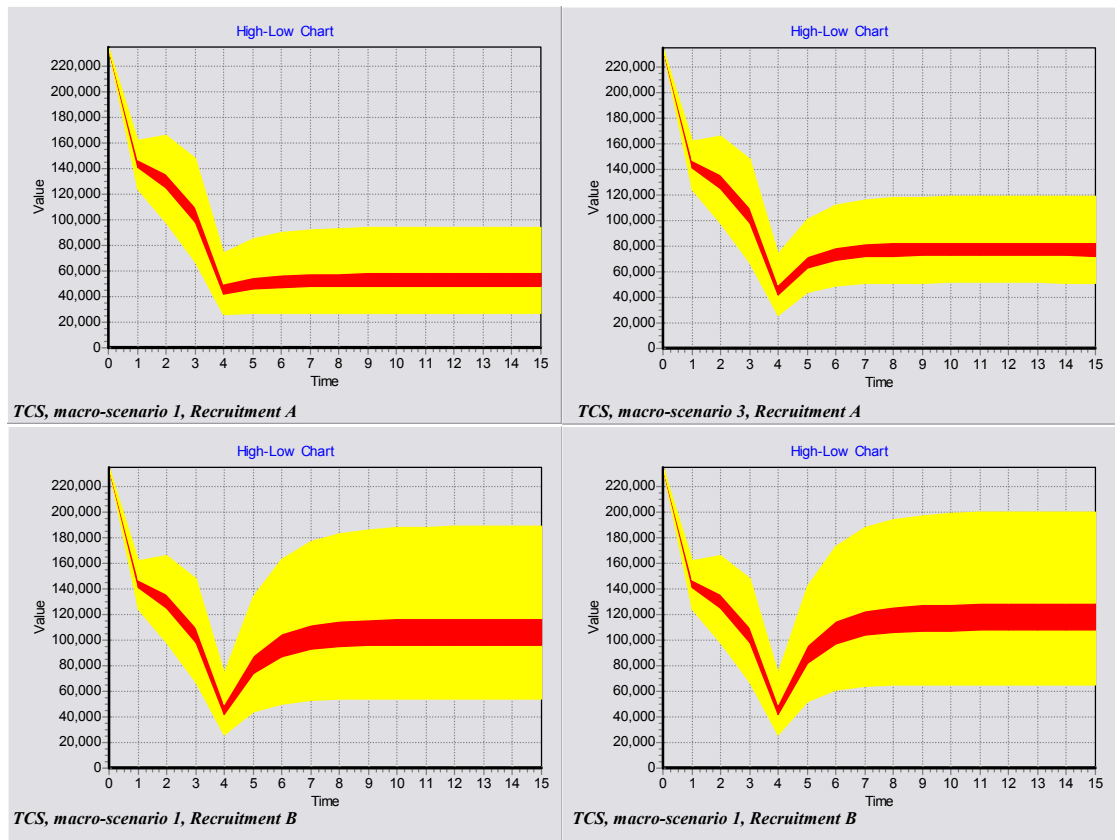 High-Low Chart
220,000
200,000
180,000
160,000
140,000
120,000
100,000
80,000
60,000
40,000
20,000
0
Value
0 1 2 3 4 5 6 7 8 9 10 11 12 13 14 15
Time
TCS, macro-scenario 1, Recruitment A
High-Low Chart
220,000
200,000
180,000
160,000
140,000
120,000
100,000
80,000
60,000
40,000
20,000
0
Value
0 1 2 3 4 5 6 7 8 9 10 11 12 13 14 15
Time
TCS, macro-scenario 3, Recruitment A
High-Low Chart
220,000
200,000
180,000
160,000
140,000
120,000
100,000
80,000
60,000
40,000
20,000
0
Value
0 1 2 3 4 5 6 7 8 9 10 11 12 13 14 15
Time
TCS, macro-scenario 1, Recruitment B
High-Low Chart
220,000
200,000
180,000
160,000
140,000
120,000
100,000
80,000
60,000
40,000
20,000
0
Value
0 1 2 3 4 5 6 7 8 9 10 11 12 13 14 15
Time
TCS, macro-scenario 1, Recruitment B